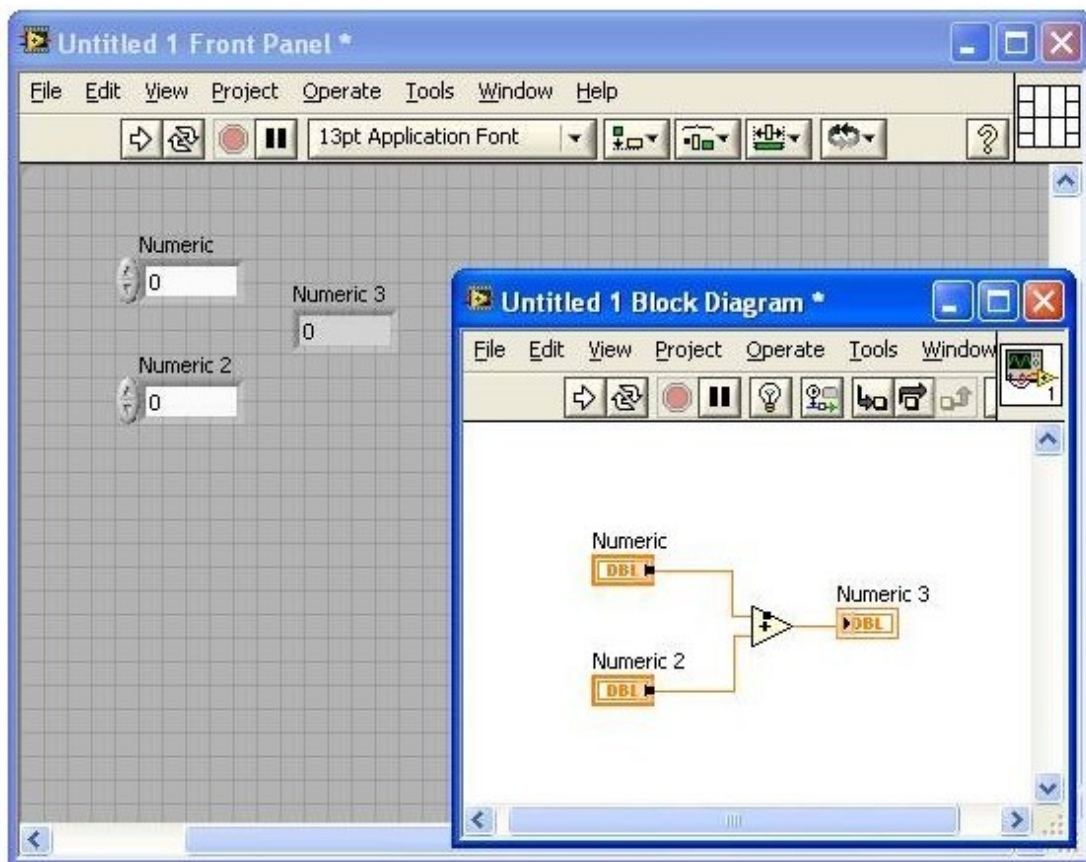 Untitled 1 Front Panel *
File Edit View Project Operate Tools Window Help
13pt Application Font
?
Numeric
0
Numeric 3
0
Numeric 2
0
Untitled 1 Block Diagram *
File Edit View Project Operate Tools Window
1
Numeric
DBL
Numeric 3
DBL
Numeric 2
DBL